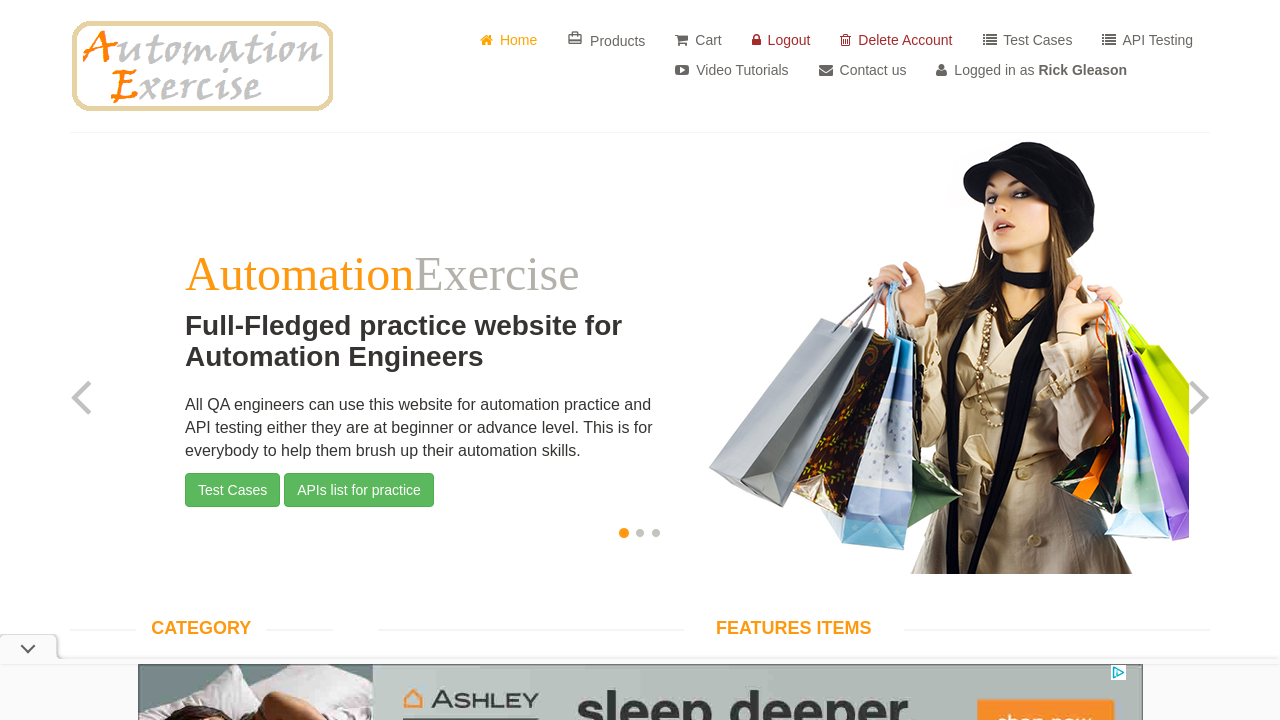 Automation
Exercise
Home
Products
Cart
Logout
Delete Account
Test Cases
API Testing
Video Tutorials
Contact us
Logged in as Rick Gleason
AutomationExercise
Full-Fledged practice website for
Automation Engineers
All QA engineers can use this website for automation practice and
API testing either they are at beginner or advance level. This is for
everybody to help them brush up their automation skills.
Test Cases
APIs list for practice
CATEGORY
FEATURES ITEMS
ASHLEY
sleep deeper
shop now